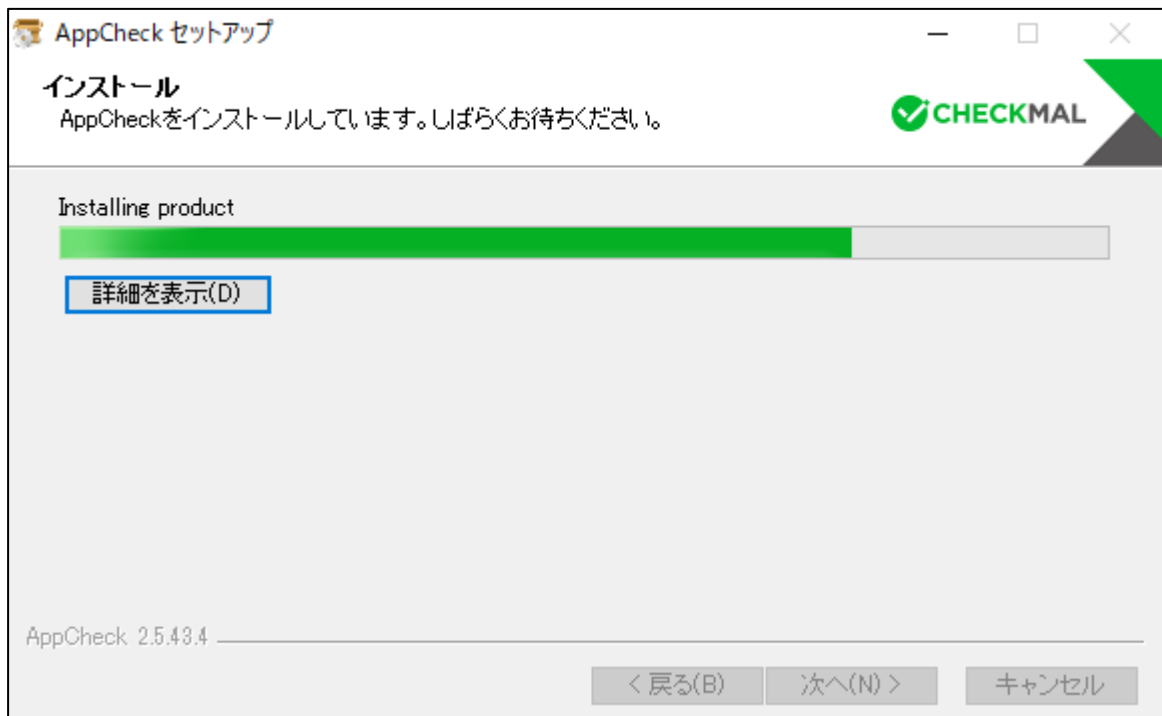 AppCheck セットアップ
インストール
AppCheckをインストールしています。しばらくお待ちください。
CHECKMAL
Installing product
詳細を表示(D)
AppCheck 2.5.43.4
< 戻る(B)
次へ(N) >
キャンセル